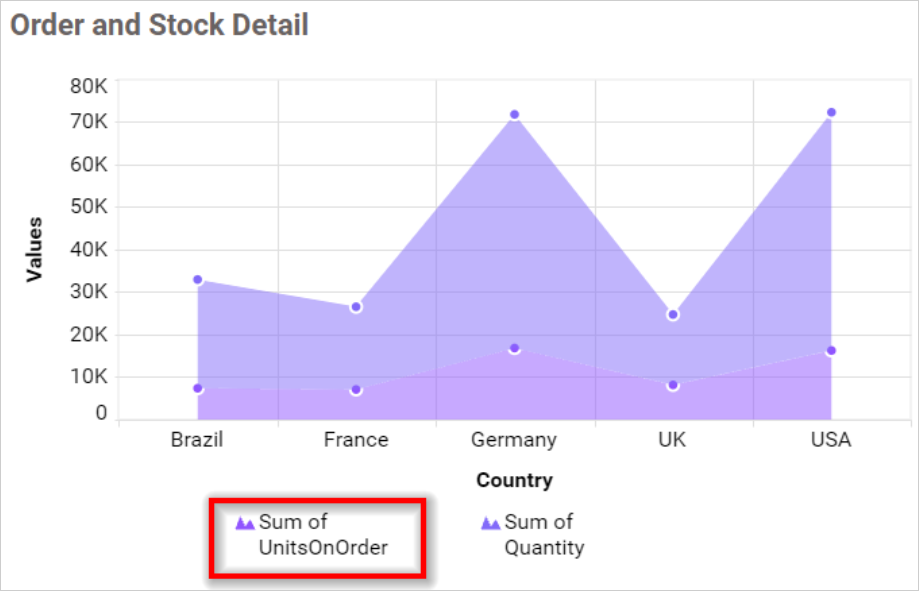 Order and Stock Detail
80K
70K
60K
50K
40K
30K
20K
10K
0
Values
Brazil France Germany UK USA
Country
Sum of
UnitsOnOrder
Sum of
Quantity